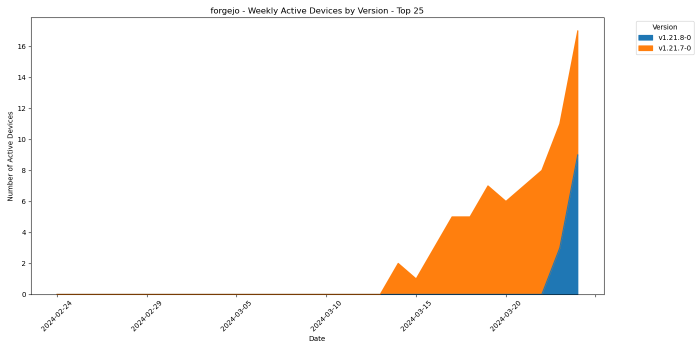 forgejo - Weekly Active Devices by Version - Top 25
Version
v1.21.8-0
v1.21.7-0
Number of Active Devices
16
14
12
10
8
6
4
2
0
2024-02-24
2024-02-29
2024-03-05
2024-03-10
2024-03-15
2024-03-20
Date